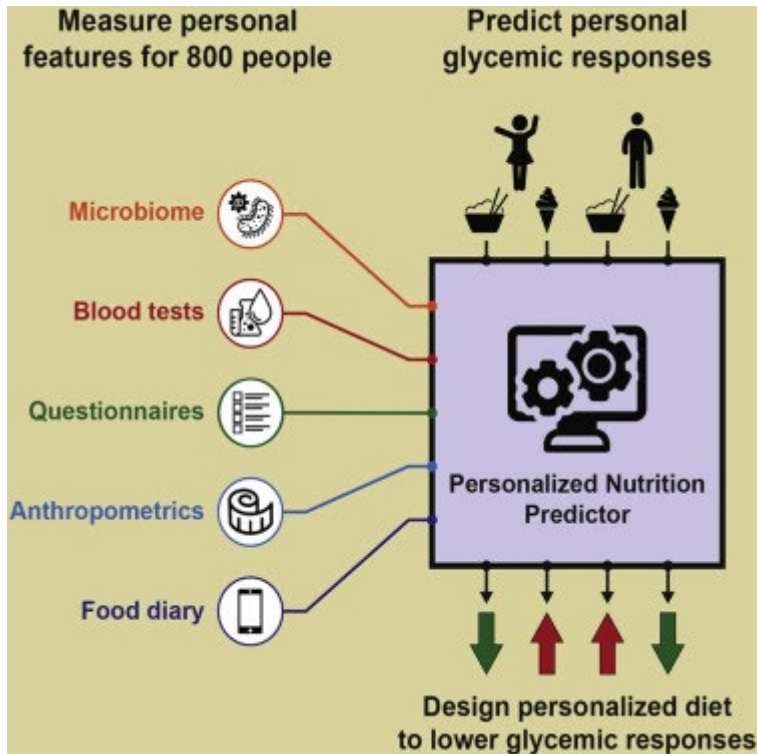 Measure personal
features for 800 people
Predict personal
glycemic responses
Microbiome
Blood tests
Questionnaires
Anthropometrics
Food diary
Personalized Nutrition
Predictor
Design personalized diet
to lower glycemic responses